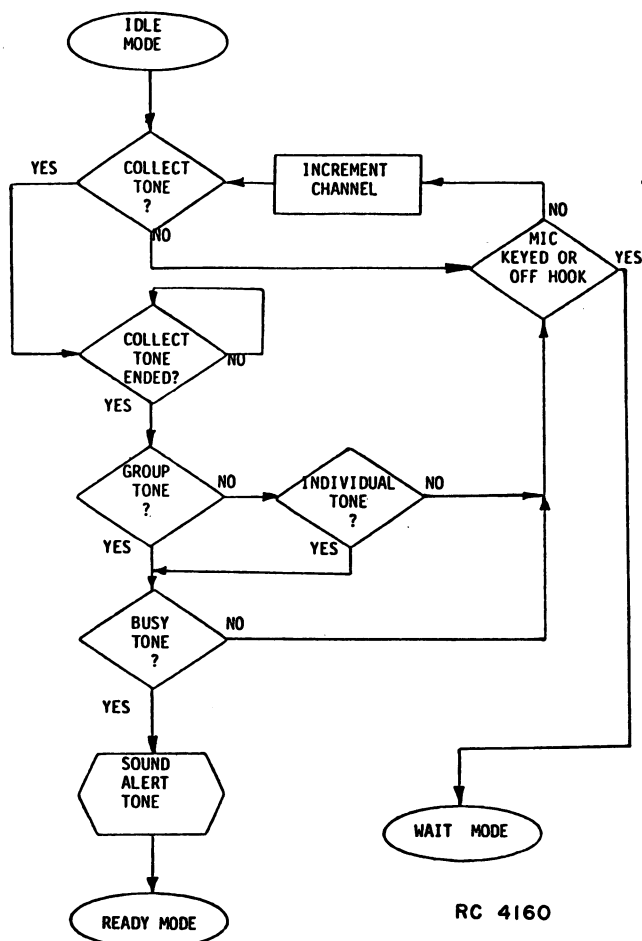 IDLE
MODE
YES
COLLECT
TONE
?
NO
INCREMENT
CHANNEL
NO
MIC
KEYED OR
OFF HOOK
YES
COLLECT
TONE
ENDED?
NO
YES
GROUP
TONE
?
NO
YES
INDIVIDUAL
TONE
?
NO
YES
BUSY
TONE
?
NO
YES
SOUND
ALERT
TONE
READY MODE
WAIT MODE
RC 4160